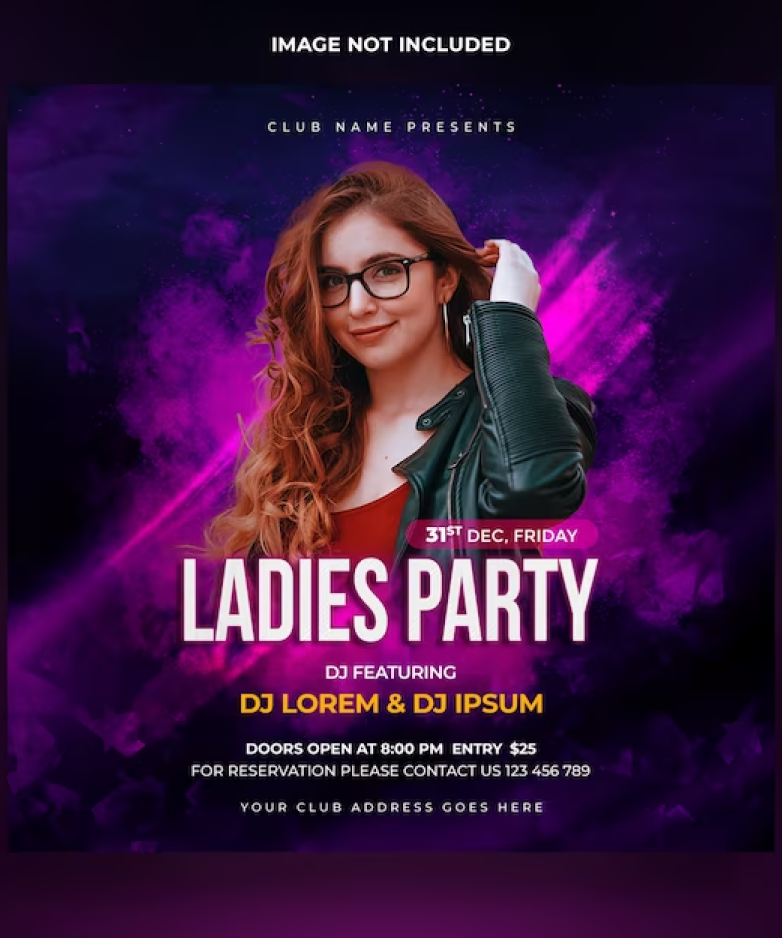 IMAGE NOT INCLUDED
CLUB NAME PRESENTS
31ST DEC, FRIDAY
LADIES PARTY
DJ FEATURING
DJ LOREM & DJ IPSUM
DOORS OPEN AT 8:00 PM ENTRY $25
FOR RESERVATION PLEASE CONTACT US 123 456 789
YOUR CLUB ADDRESS GOES HERE